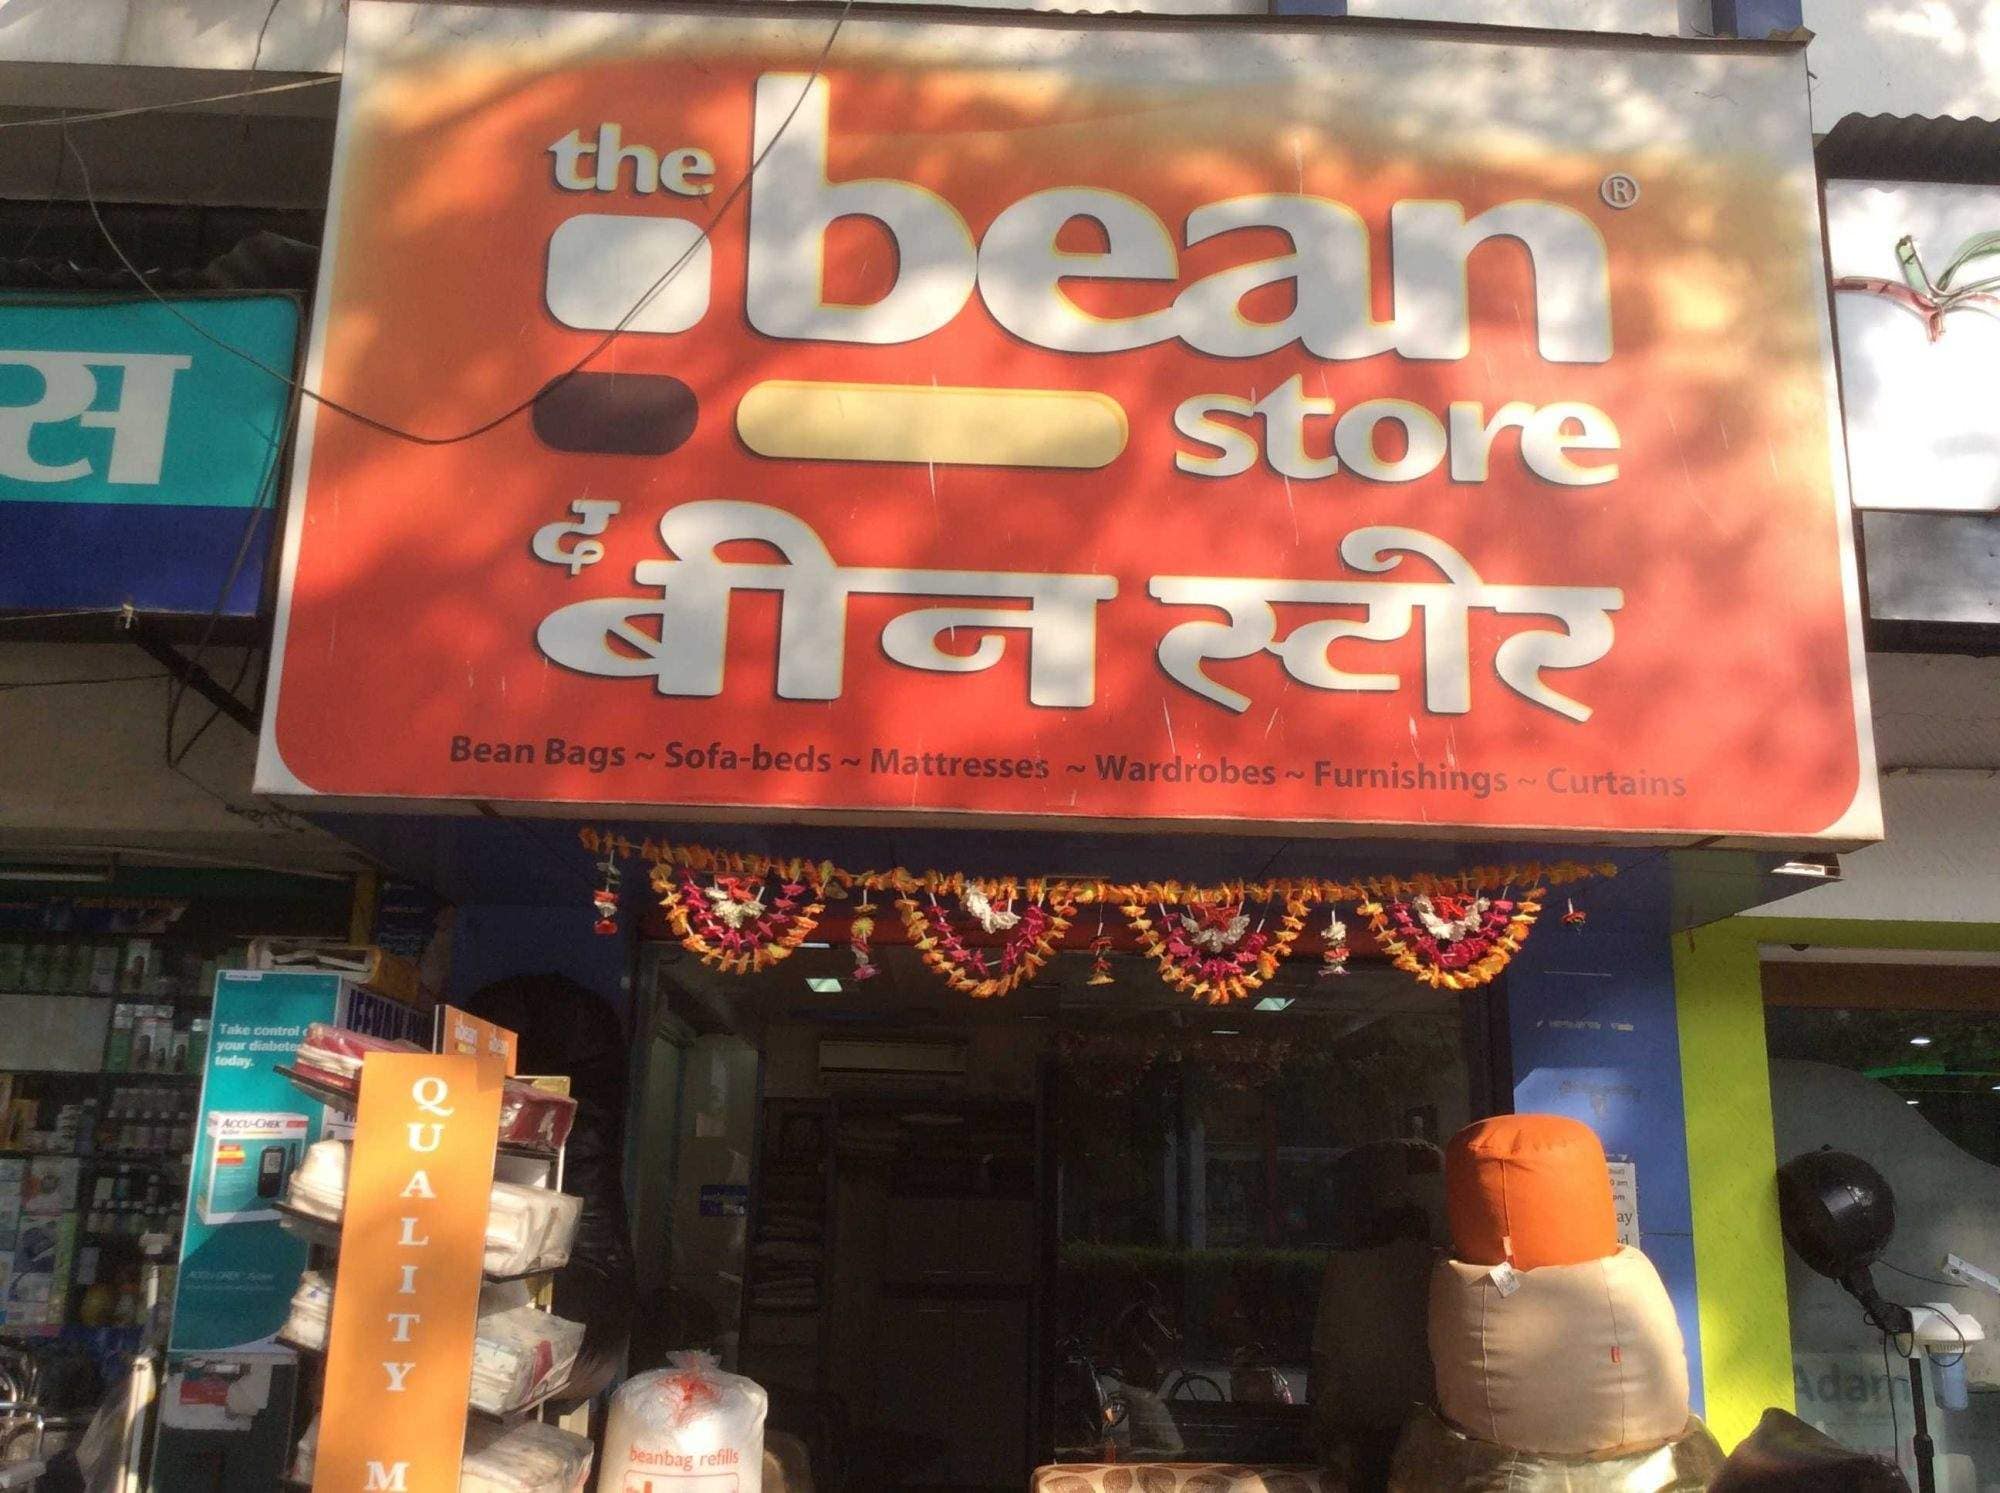 the
bean®
store
द
बीन स्टोर
Bean Bags ~ Sofa-beds ~ Mattresses ~ Wardrobes ~ Furnishings ~ Curtains
स
Take control
your diabetes
today.
ACCU-CHEK
QUALITY M
beanbag refills
Adam